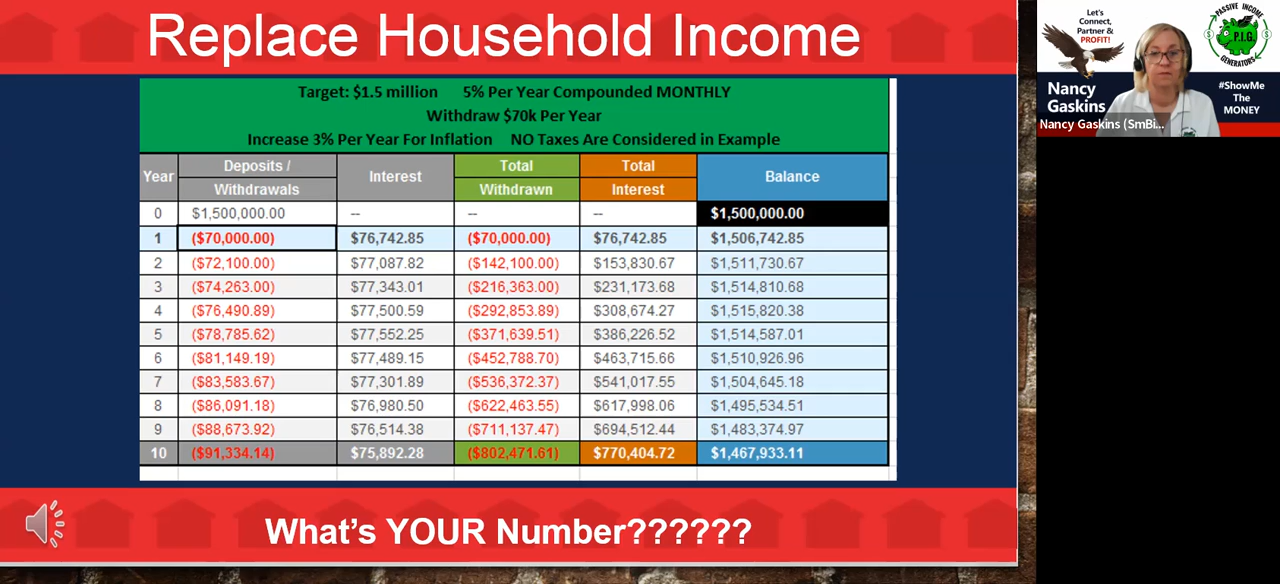 Replace Household Income
Target: $1.5 million 5% Per Year Compounded MONTHLY
Withdraw $70k Per Year
Increase 3% Per Year For Inflation NO Taxes Are Considered in Example
Year Deposits / Withdrawals Interest Total Withdrawn Total Interest Balance
0 $1,500,000.00 -- -- -- $1,500,000.00
1 ($70,000.00) $76,742.85 ($70,000.00) $76,742.85 $1,506,742.85
2 ($72,100.00) $77,087.82 ($142,100.00) $153,830.67 $1,511,730.67
3 ($74,263.00) $77,343.01 ($216,363.00) $231,173.68 $1,514,810.68
4 ($76,490.89) $77,500.59 ($292,853.89) $308,674.27 $1,515,820.38
5 ($78,785.62) $77,552.25 ($371,639.51) $386,226.52 $1,514,587.01
6 ($81,149.19) $77,489.15 ($452,788.70) $463,715.66 $1,510,926.96
7 ($83,583.67) $77,301.89 ($536,372.37) $541,017.55 $1,504,645.18
8 ($86,091.18) $76,980.50 ($622,463.55) $617,998.06 $1,495,534.51
9 ($88,673.92) $76,514.38 ($711,137.47) $694,512.44 $1,483,374.97
10 ($91,334.14) $75,892.28 ($802,471.61) $770,404.72 $1,467,933.11
What's YOUR Number??????
Let's
Connect,
Partner &
PROFIT!
PASSIVE INCOME
P.I.G.
GENERATORS
Nancy
Gaskins
#ShowMe
The
MONEY
Nancy Gaskins (SmBi...